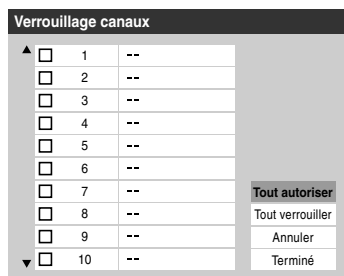 Verrouillage canaux
1 --
2 --
3 --
4 --
5 --
6 --
7 -- Tout autoriser
8 -- Tout verrouiller
9 -- Annuler
10 -- Terminé